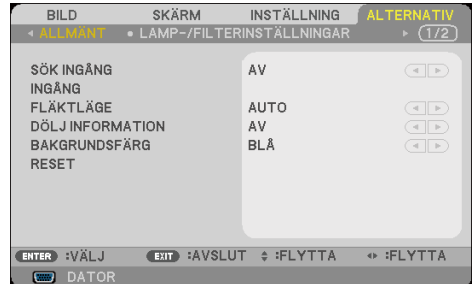 BILD SKÄRM INSTÄLLNING ALTERNATIV
ALLMÄNT • LAMP-/FILTERINSTÄLLNINGAR (1/2)
SÖK INGÅNG AV
INGÅNG
FLÄKTLÄGE AUTO
DÖLJ INFORMATION AV
BAKGRUNDSFÄRG BLÅ
RESET
ENTER :VÄLJ EXIT :AVSLUT :FLYTTA :FLYTTA
DATOR